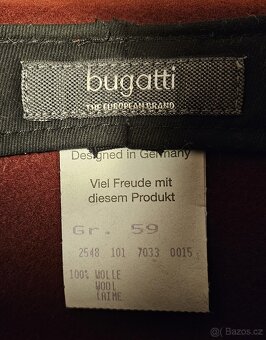 bugatti
THE EUROPEAN BRAND
Designed in Germany
Viel Freude mit
diesem Produkt
Gr. 59
2548 101 7033 0015
100% WOLLE
WOOL
LAINE
Bazoš.cz